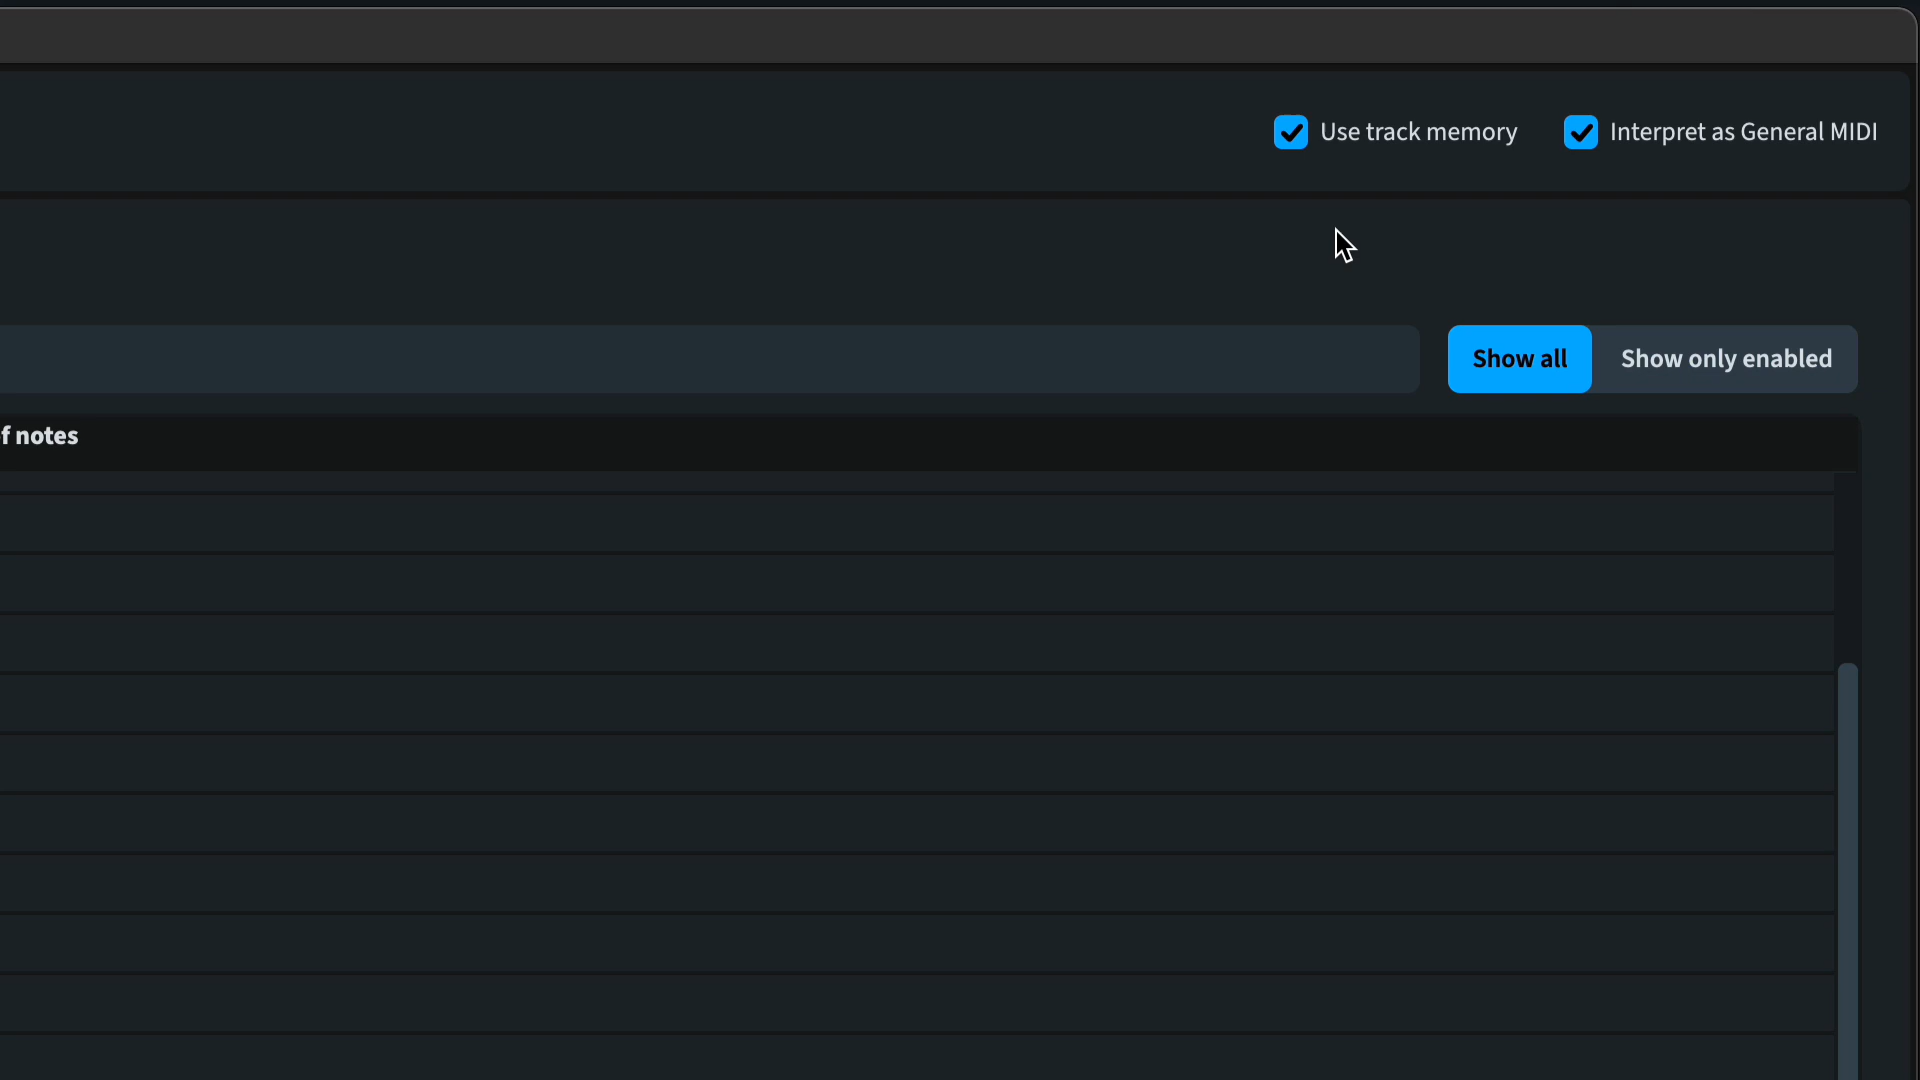 Use track memory Interpret as General MIDI
Show all Show only enabled
f notes